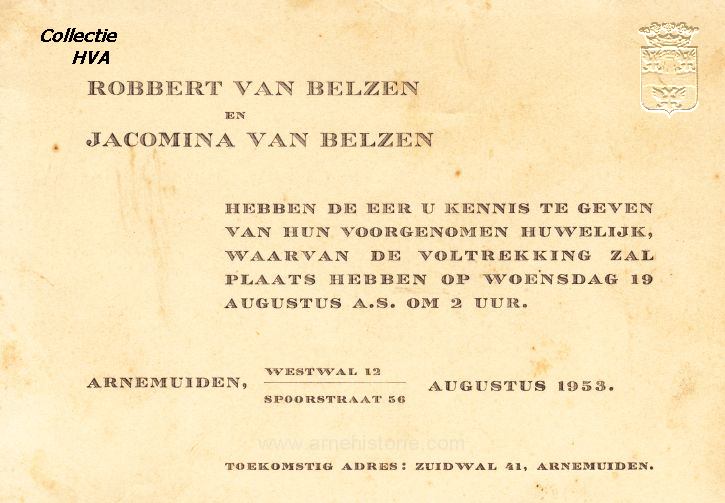 Collectie
HVA
ROBBERT VAN BELZEN
EN
JACOMINA VAN BELZEN
HEBBEN DE EER U KENNIS TE GEVEN
VAN HUN VOORGENOMEN HUWELIJK,
WAARVAN DE VOLTREKKING ZAL
PLAATS HEBBEN OP WOENSDAG 19
AUGUSTUS A.S. OM 2 UUR.
WESTWAL 12
ARNEMUIDEN, AUGUSTUS 1953.
SPOORSTRAAT 56
www.arnehistorie.com
TOEKOMSTIG ADRES: ZUIDWAL 41, ARNEMUIDEN.